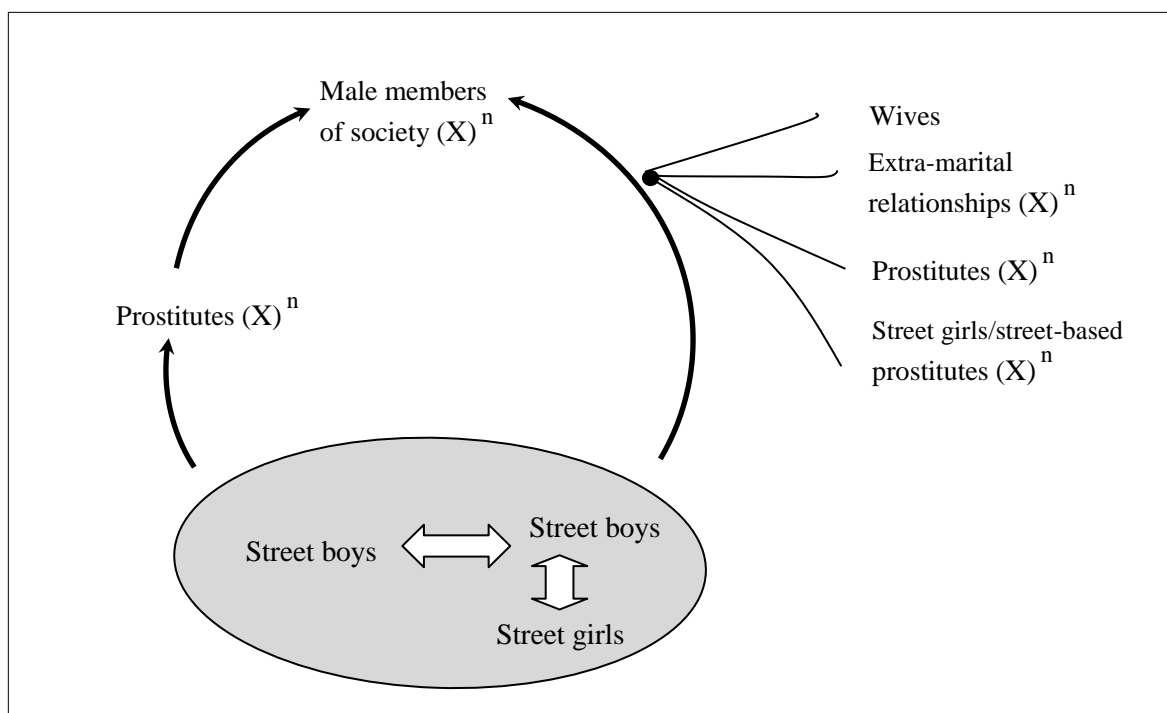 Male members
of society (X)ⁿ
Wives
Extra-marital
relationships (X)ⁿ
Prostitutes (X)ⁿ
Street girls/street-based
prostitutes (X)ⁿ
Prostitutes (X)ⁿ
Street boys
Street boys
Street girls